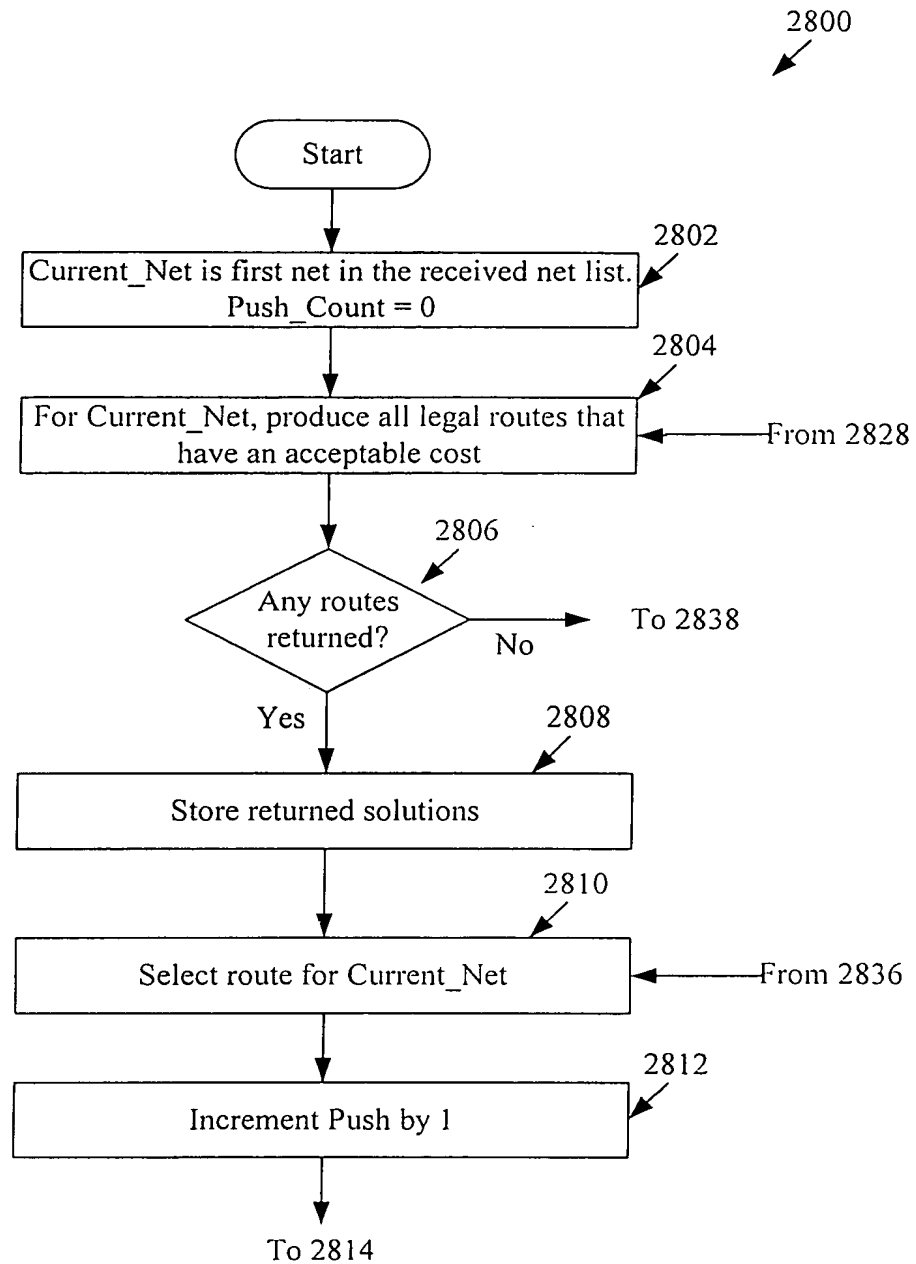 2800
Start
2802
Current_Net is first net in the received net list.
Push_Count = 0
2804
For Current_Net, produce all legal routes that
have an acceptable cost
From 2828
2806
Any routes
returned?
To 2838
No
Yes
2808
Store returned solutions
2810
Select route for Current_Net
From 2836
2812
Increment Push by 1
To 2814